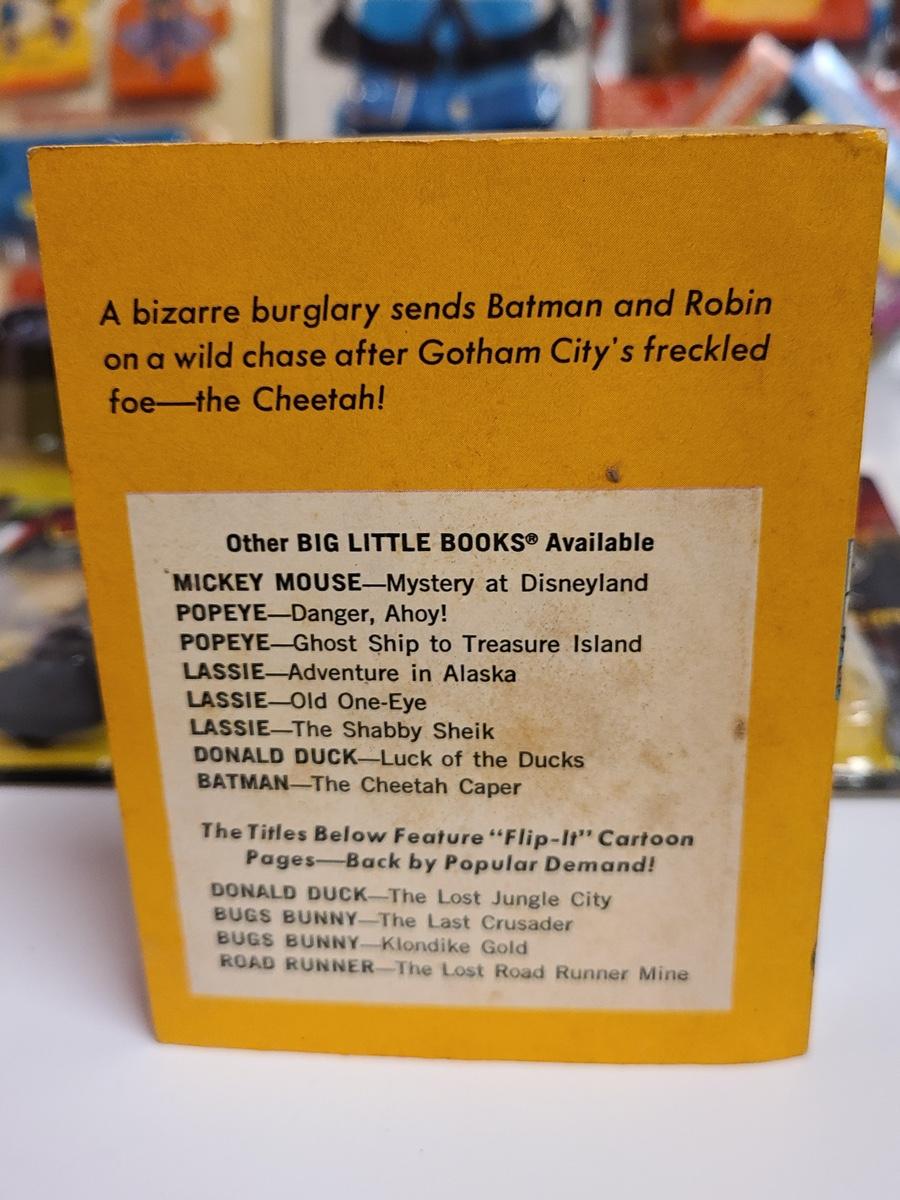 A bizarre burglary sends Batman and Robin
on a wild chase after Gotham City's freckled
foe—the Cheetah!
Other BIG LITTLE BOOKS® Available
MICKEY MOUSE—Mystery at Disneyland
POPEYE—Danger, Ahoy!
POPEYE—Ghost Ship to Treasure Island
LASSIE—Adventure in Alaska
LASSIE—Old One-Eye
LASSIE—The Shabby Sheik
DONALD DUCK—Luck of the Ducks
BATMAN—The Cheetah Caper
The Titles Below Feature “Flip-It” Cartoon
Pages—Back by Popular Demand!
DONALD DUCK—The Lost Jungle City
BUGS BUNNY—The Last Crusader
BUGS BUNNY—Klondike Gold
ROAD RUNNER—The Lost Road Runner Mine